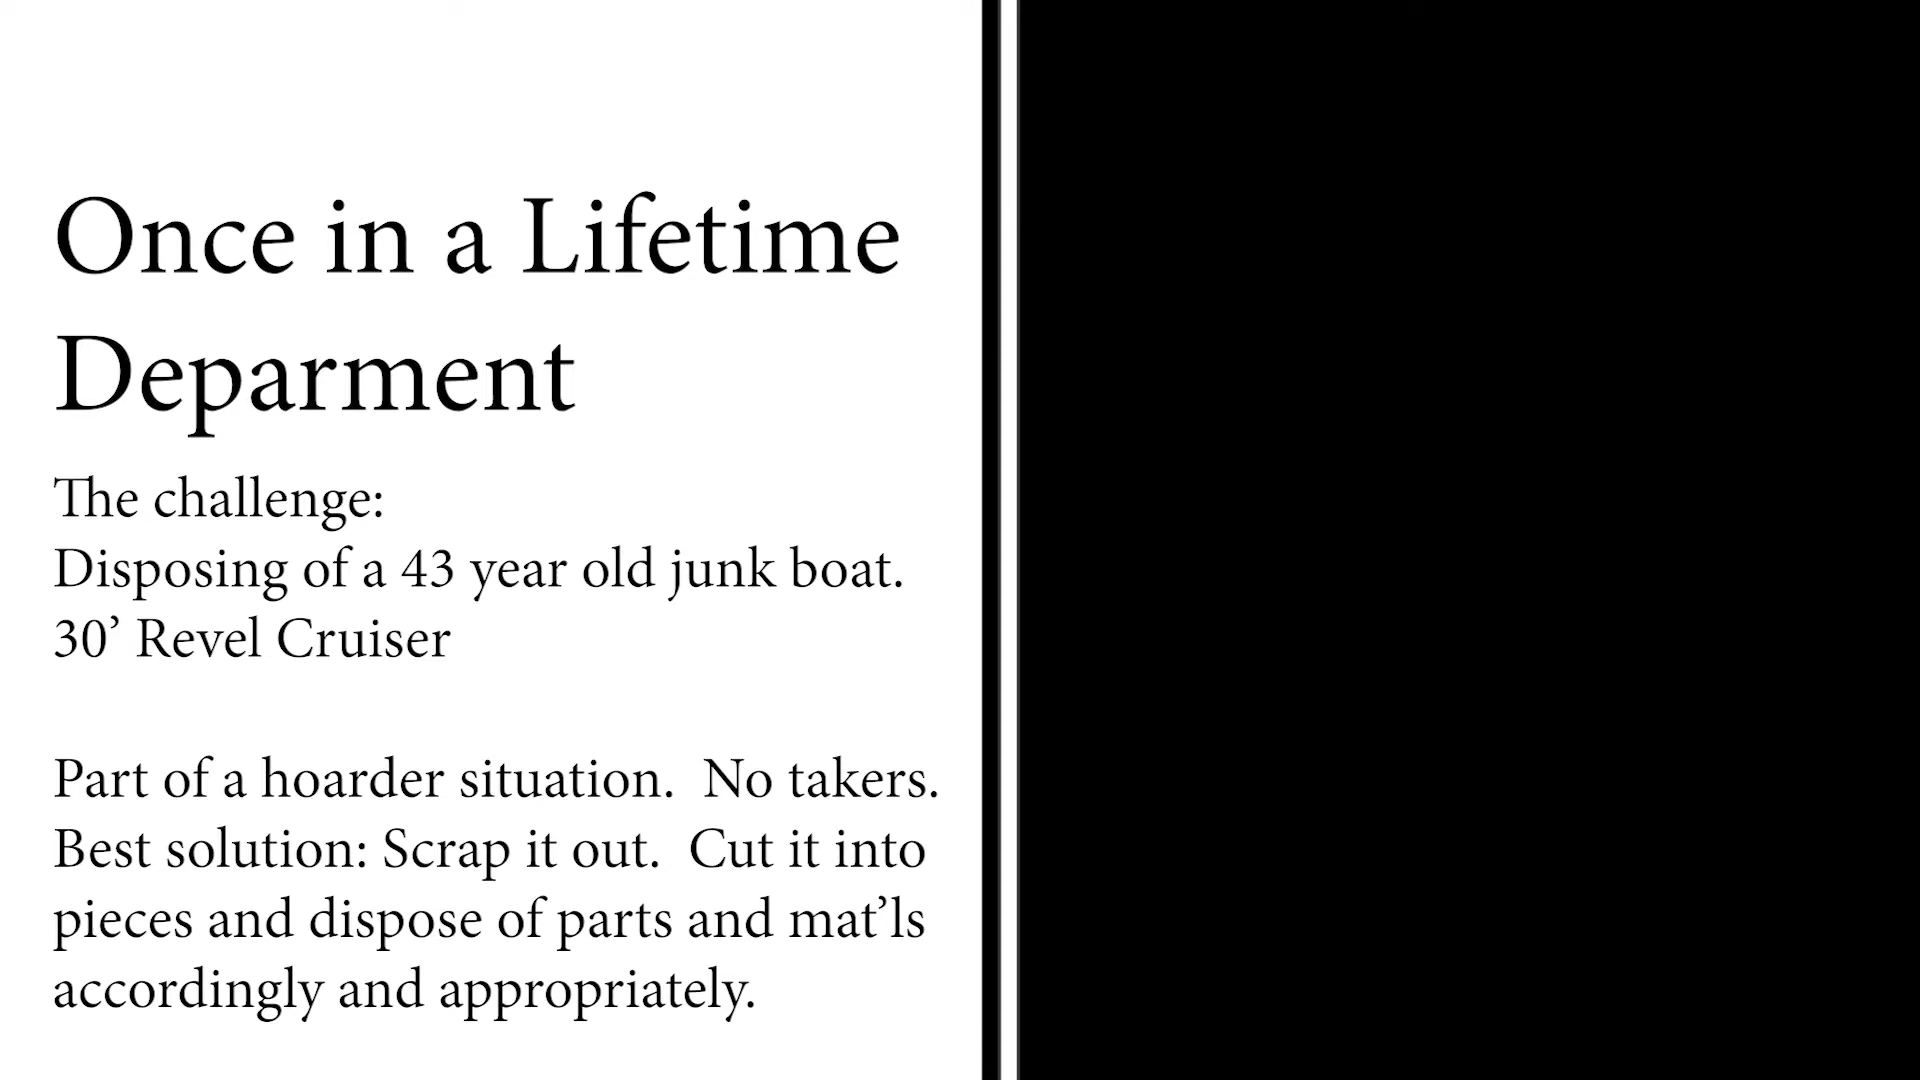 Once in a Lifetime
Deparment
The challenge:
Disposing of a 43 year old junk boat.
30’ Revel Cruiser
Part of a hoarder situation.  No takers.
Best solution: Scrap it out.  Cut it into
pieces and dispose of parts and mat’ls
accordingly and appropriately.